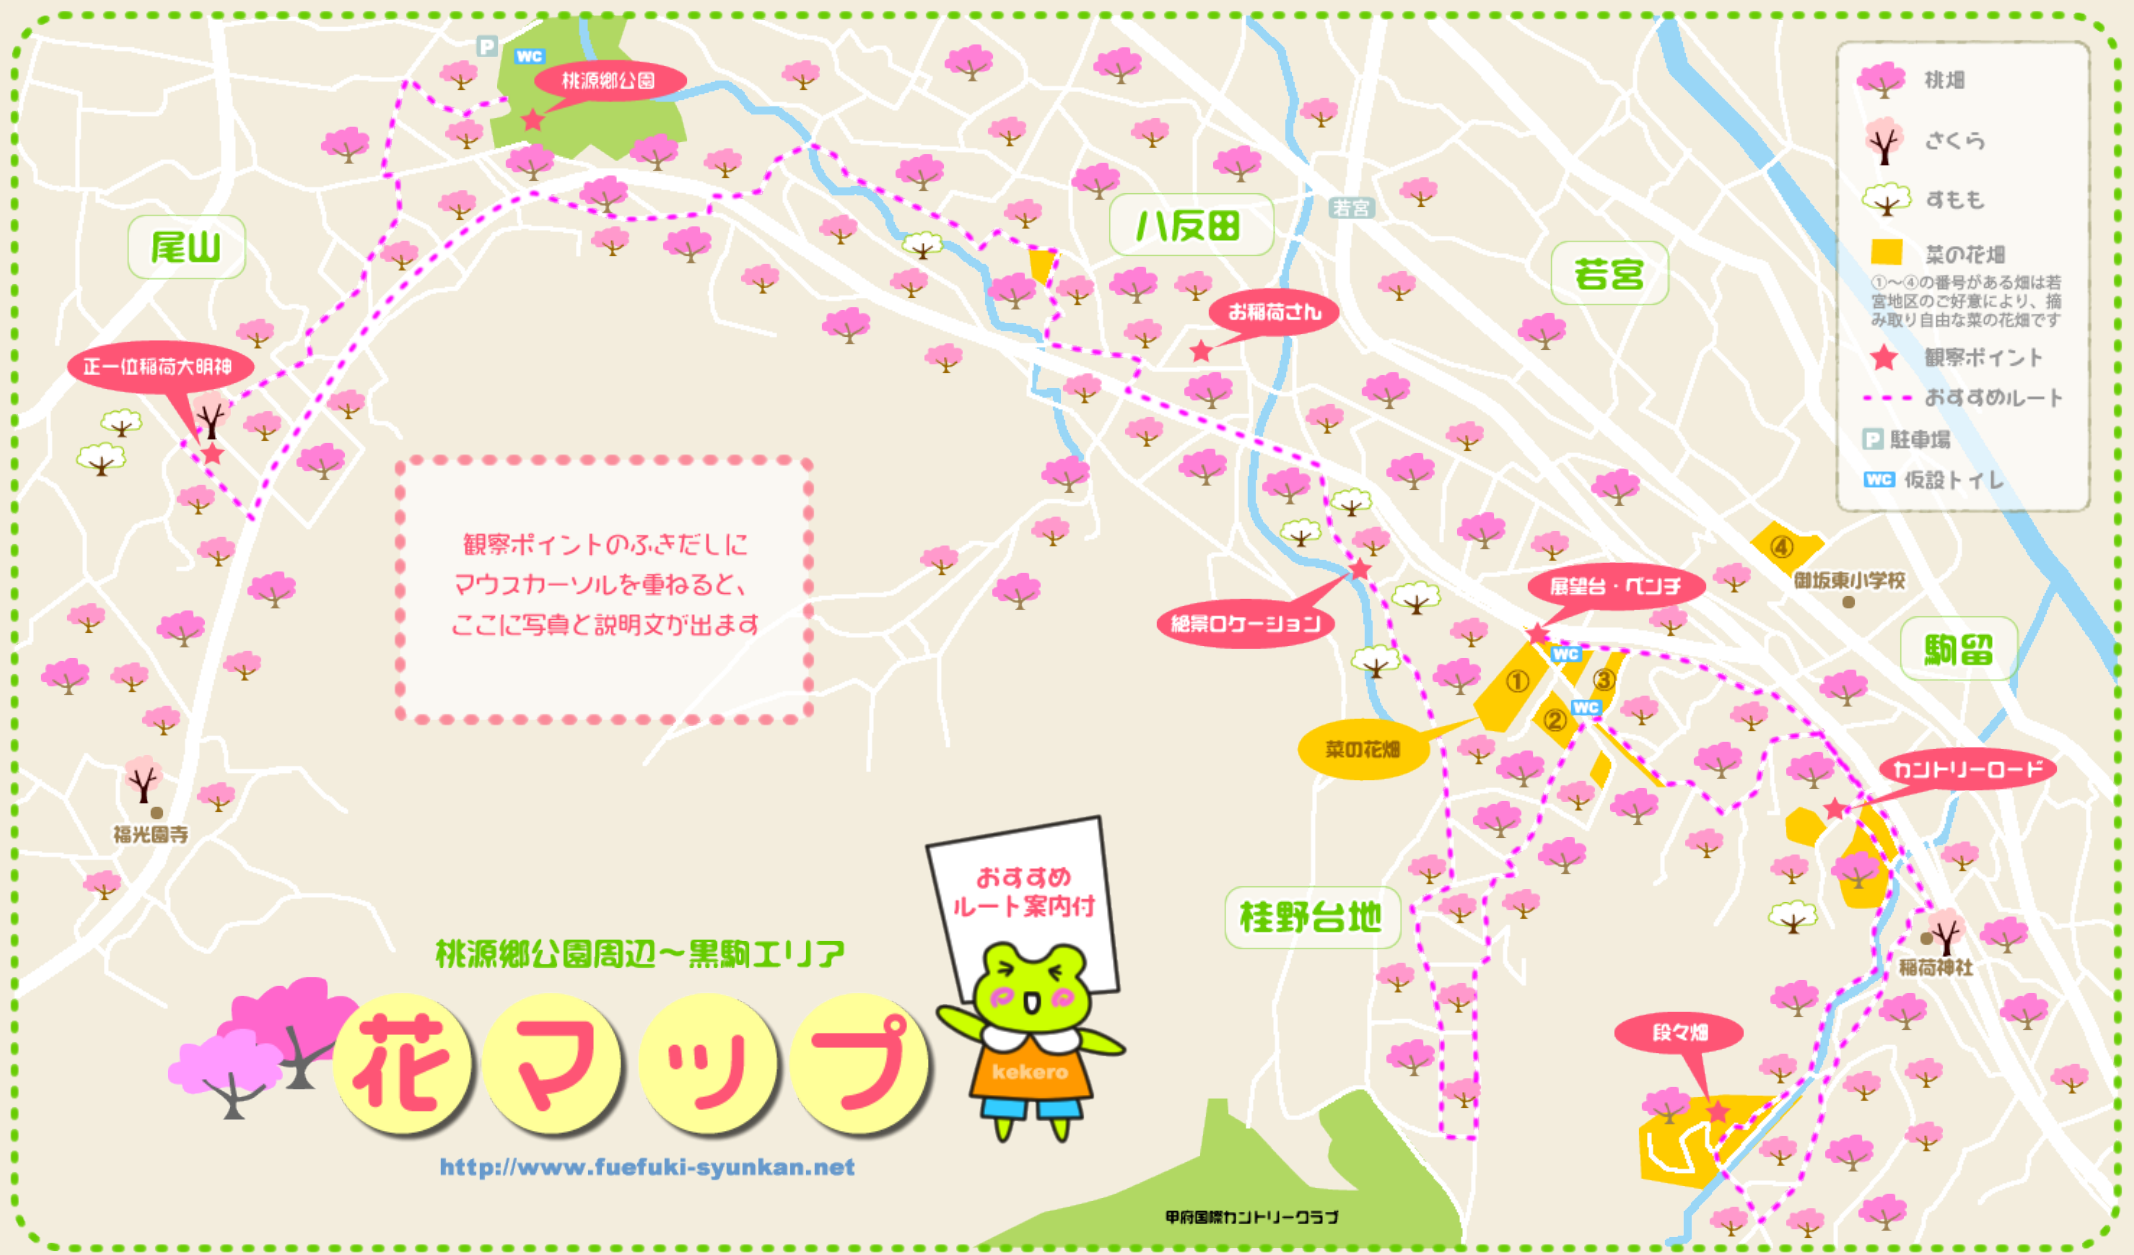 P
WC
桃源郷公園
尾山
八反田
若宮
若宮
お稲荷さん
正一位稲荷大明神
桃畑
さくら
すもも
菜の花畑
①〜④の番号がある畑は若
宮地区のご好意により、摘
み取り自由な菜の花畑です
観察ポイント
おすすめルート
P 駐車場
WC 仮設トイレ
観察ポイントのふきだしに
マウスカーソルを重ねると、
ここに写真と説明文が出ます
④
御坂東小学校
展望台・ベンチ
絶景ロケーション
駒留
WC
①
③
WC
②
菜の花畑
カントリーロード
福光園寺
おすすめ
ルート案内付
桂野台地
稲荷神社
桃源郷公園周辺〜黒駒エリア
花マップ
kekero
段々畑
http://www.fuefuki-syunkan.net
甲府国際カントリークラブ